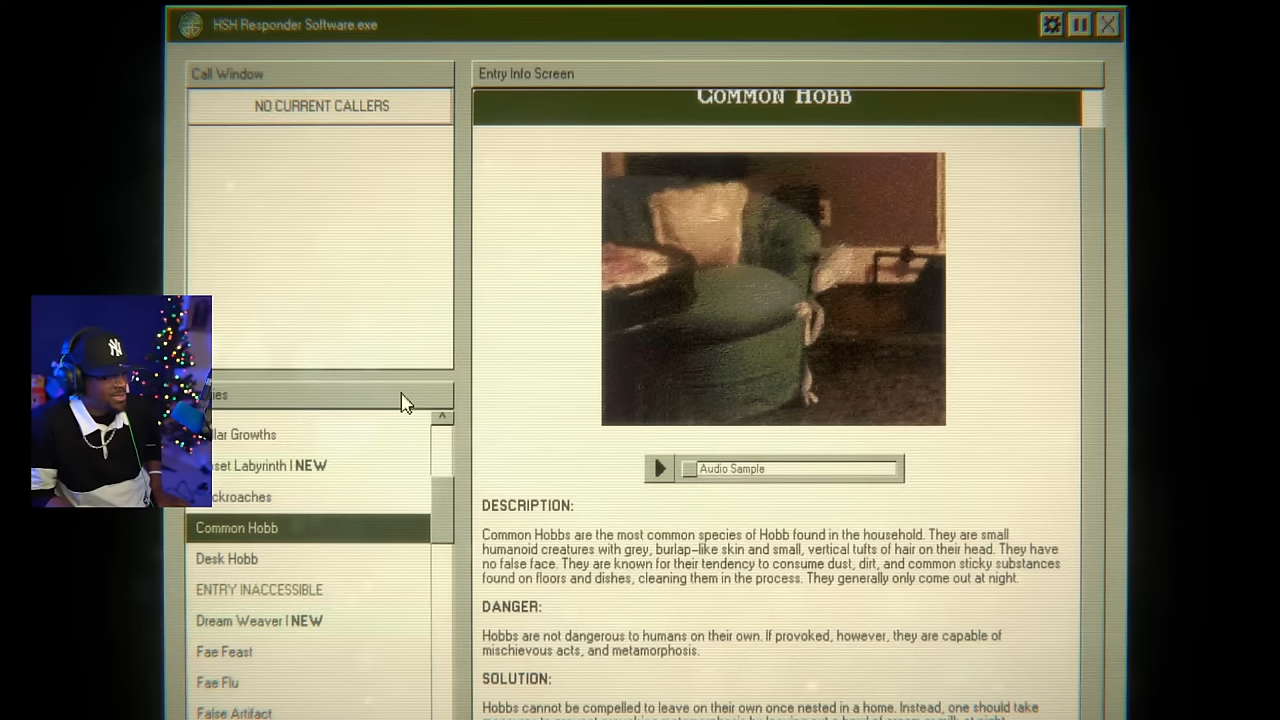 HSH Responder Software.exe
Call Window
NO CURRENT CALLERS
Entry Info Screen
COMMON HOBB
Audio Sample
DESCRIPTION:
Common Hobbs are the most common species of Hobb found in the household. They are small
humanoid creatures with grey, burlap-like skin and small, vertical tufts of hair on their head. They have
no false face. They are known for their tendency to consume dust, dirt, and common sticky substances
found on floors and dishes, cleaning them in the process. They generally only come out at night.
DANGER:
Hobbs are not dangerous to humans on their own. If provoked, however, they are capable of
mischievous acts, and metamorphosis.
SOLUTION:
Hobbs cannot be compelled to leave on their own once nested in a home. Instead, one should take
Growths
Labyrinth | NEW
Common Hobb
Desk Hobb
ENTRY INACCESSIBLE
Dream Weaver | NEW
Fae Feast
Fae Flu
False Artifact